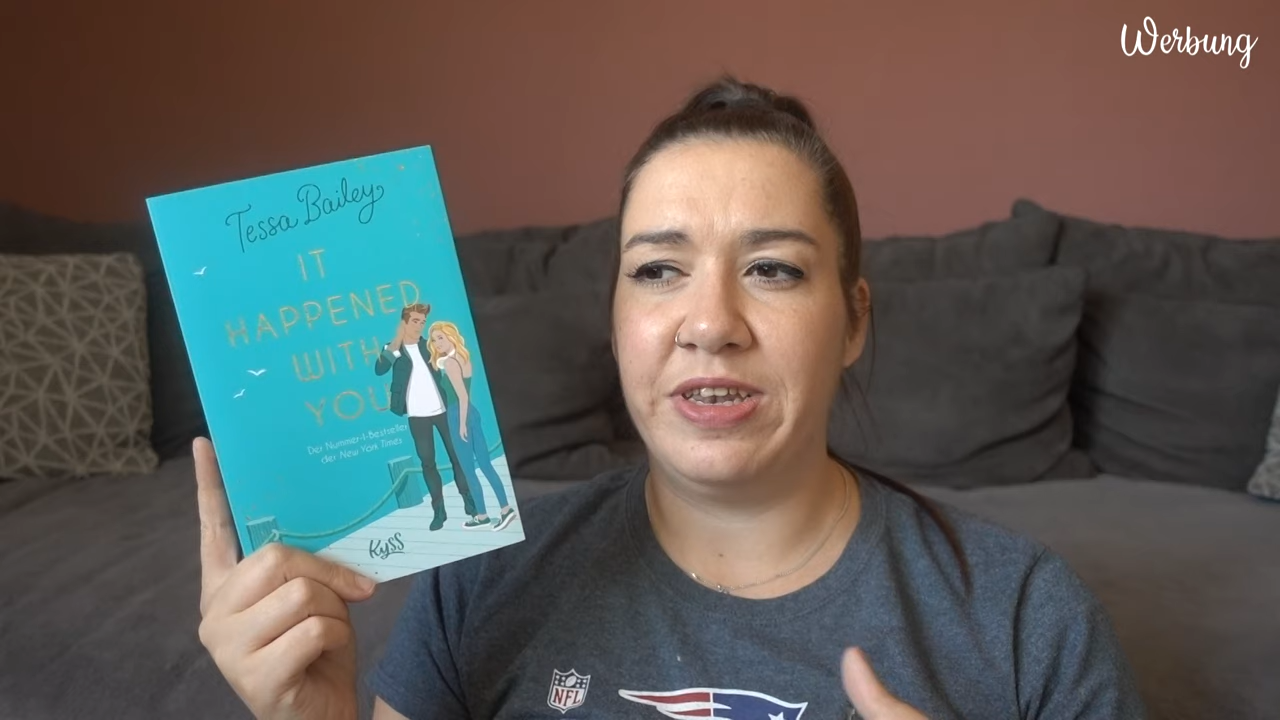 Werbung
Tessa Bailey
IT
HAPPENED
WITH
YOU
Der Nummer-1-Bestseller
der New York Times
KYSS
NFL